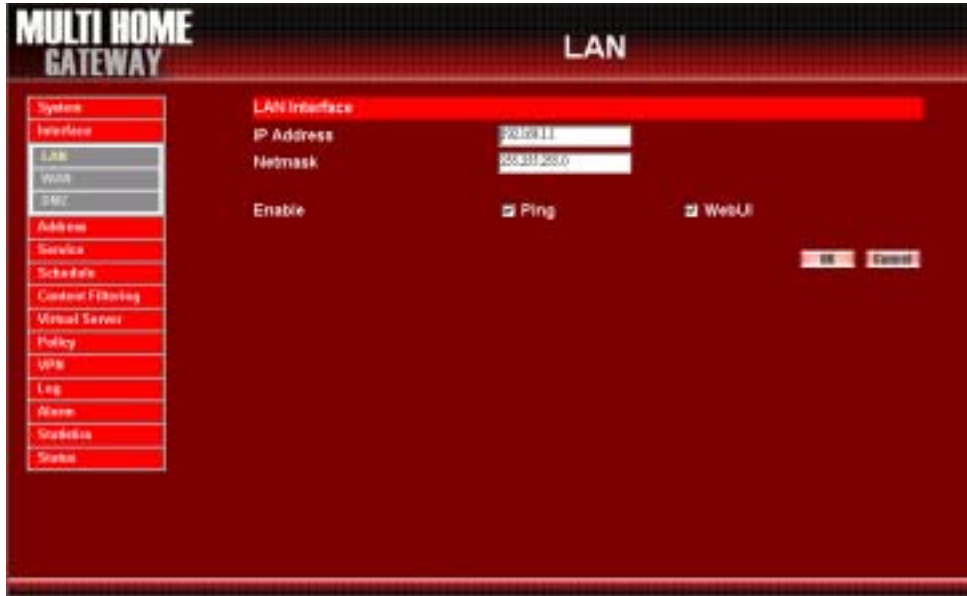 MULTI HOME
GATEWAY
LAN
System
Interface
LAN
WAN
DMZ
Address
Service
Schedule
Content Filtering
Virtual Server
Policy
VPN
Log
Alarm
Statistics
Status
LAN Interface
IP Address
Netmask
Enable
Ping
WebUI
OK
Cancel